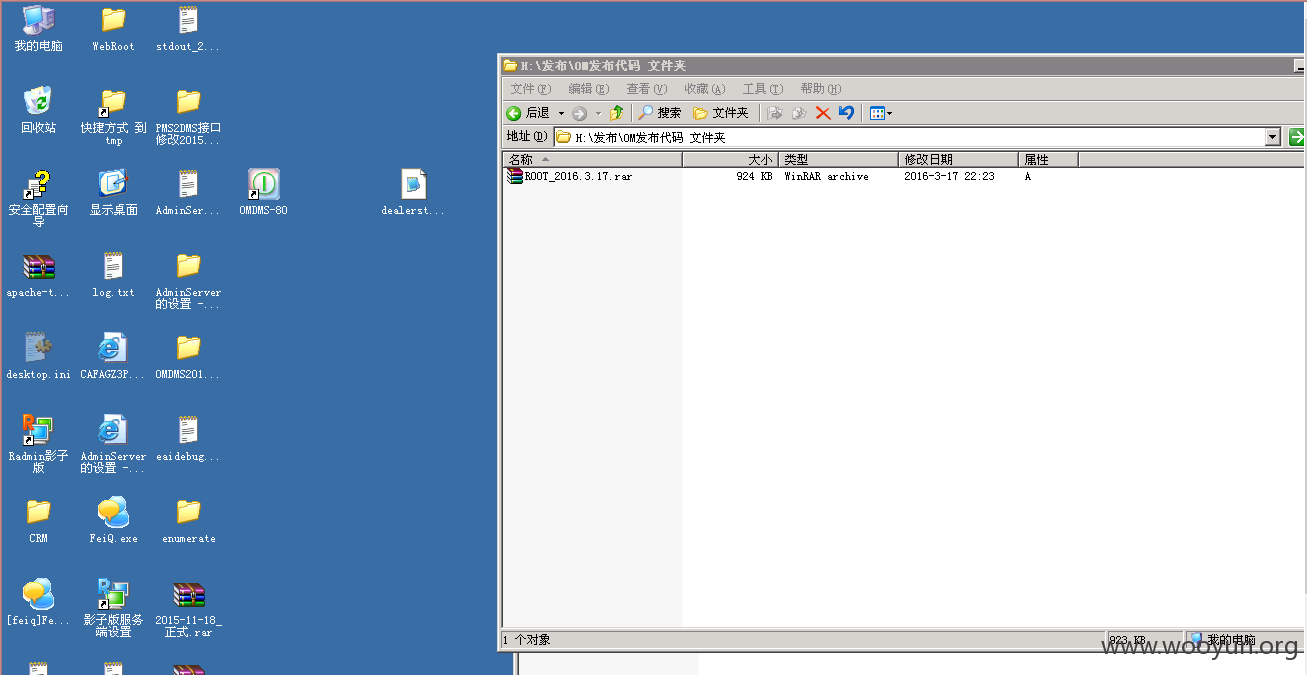 我的电脑
WebRoot
stdout_2...
回收站
快捷方式 到
tmp
PMS2DMS接口
修改2015...
安全配置向
导
显示桌面
AdminSer...
OMDMS-80
dealerst...
apache-t...
log.txt
AdminServer
的设置 -...
desktop.ini
CAFAGZ3P...
OMDMS201...
Radmin影子
版
AdminServer
的设置 -...
eaidebug...
CRM
FeiQ.exe
enumerate
[feiq]Fe...
影子版服务
端设置
2015-11-18_
正式.rar
H:\发布\OM发布代码 文件夹
文件(F) 编辑(E) 查看(V) 收藏(A) 工具(T) 帮助(H)
后退 搜索 文件夹
地址(D) H:\发布\OM发布代码 文件夹
名称 大小 类型 修改日期 属性
ROOT_2016.3.17.rar 924 KB WinRAR archive 2016-3-17 22:23 A
1 个对象 923 KB 我的电脑
www.wooyun.org